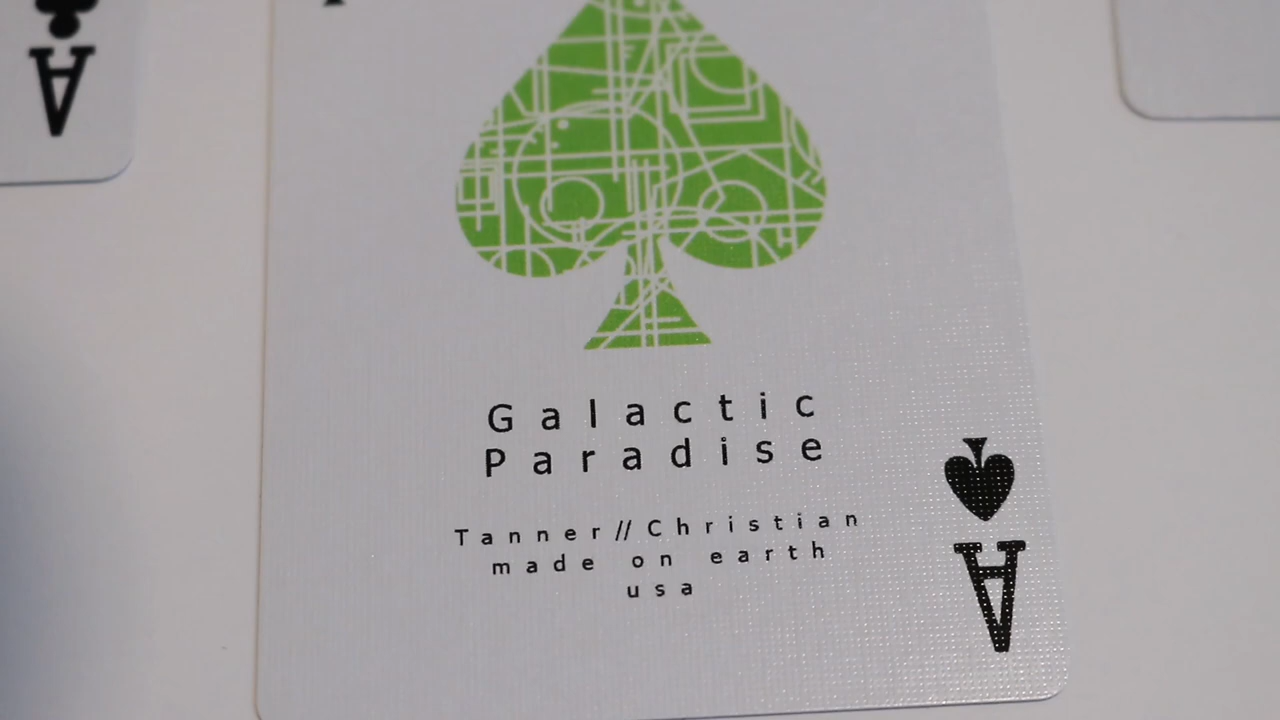 A
Galactic
Paradise
Tanner//Christian
made on earth
usa
A